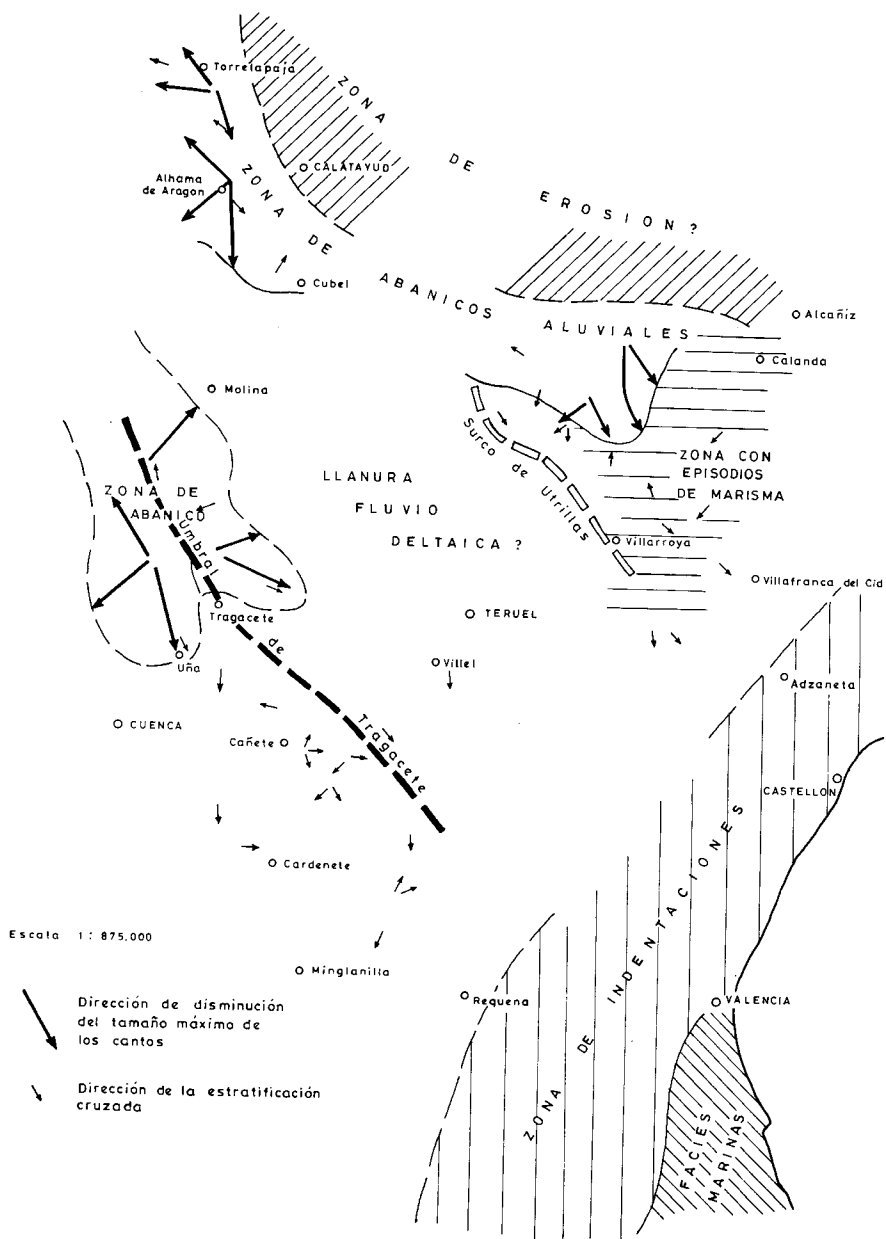 Torrelapaja
ZONA
DE
EROSION ?
CALATAYUD
Alhama
de Aragon
ZONA
DE
ABANICOS
ALUVIALES
Cubel
Alcañiz
Calanda
Molina
Surco de Utrillas
ZONA CON
EPISODIOS
DE MARISMA
LLANURA
FLUVIO
DELTAICA ?
ZONA DE
ABANICO
Umbral
de
Tragacete
Villarroya
Villafranca del Cid
Tragacete
TERUEL
Uña
Villel
Adzaneta
CUENCA
Cañete
CASTELLON
Cardenete
Escala 1 : 875,000
Minglanilla
Requena
ZONA DE INDENTACIONES
VALENCIA
Dirección de disminución
del tamaño máximo de
los cantos
Dirección de la estratificación
cruzada
FACIES
MARINAS